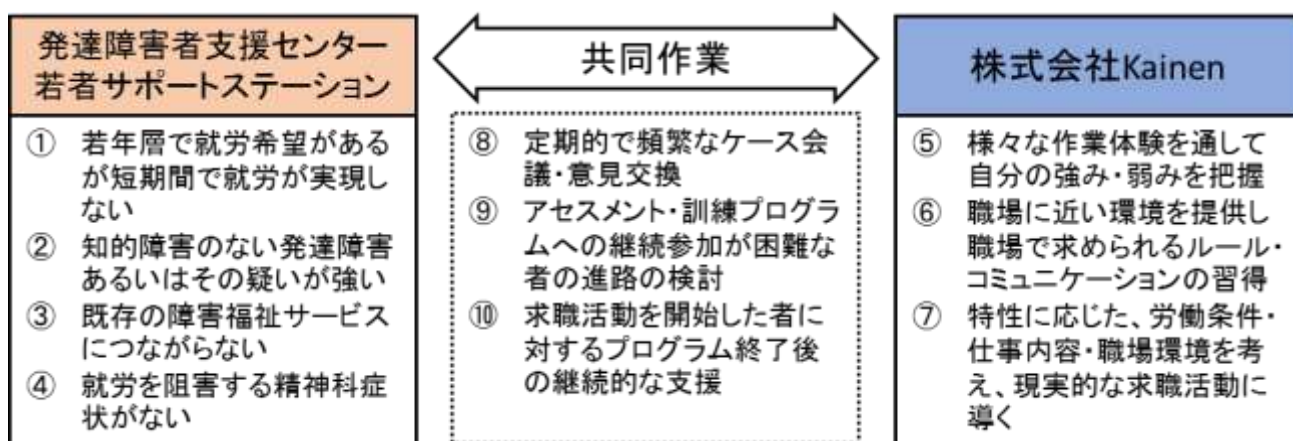 発達障害者支援センター
若者サポートステーション
① 若年層で就労希望がある
が短期間で就労が実現し
ない
② 知的障害のない発達障害
あるいはその疑いが強い
③ 既存の障害福祉サービス
につながらない
④ 就労を阻害する精神科症
状がない
共同作業
⑧ 定期的で頻繁なケース会
議・意見交換
⑨ アセスメント・訓練プログラ
ムへの継続参加が困難な
者の進路の検討
⑩ 求職活動を開始した者に
対するプログラム終了後
の継続的な支援
株式会社Kainen
⑤ 様々な作業体験を通して
自分の強み・弱みを把握
⑥ 職場に近い環境を提供し
職場で求められるルール・
コミュニケーションの習得
⑦ 特性に応じた、労働条件・
仕事内容・職場環境を考
え、現実的な求職活動に
導く